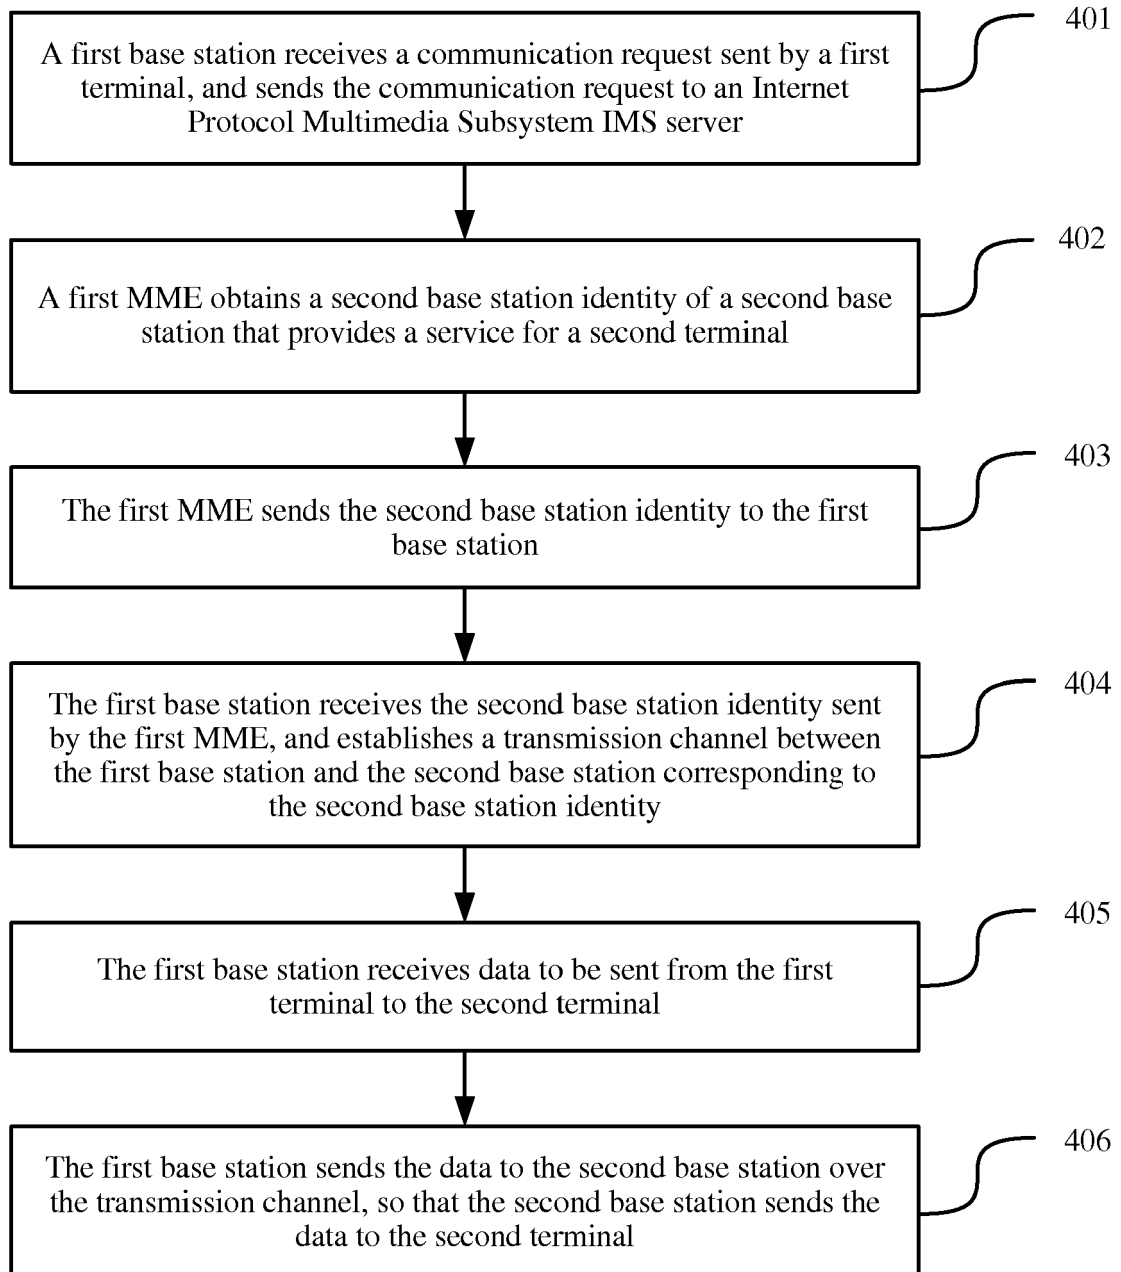 A first base station receives a communication request sent by a first
terminal, and sends the communication request to an Internet
Protocol Multimedia Subsystem IMS server
401
A first MME obtains a second base station identity of a second base
station that provides a service for a second terminal
402
The first MME sends the second base station identity to the first
base station
403
The first base station receives the second base station identity sent
by the first MME, and establishes a transmission channel between
the first base station and the second base station corresponding to
the second base station identity
404
The first base station receives data to be sent from the first
terminal to the second terminal
405
The first base station sends the data to the second base station over
the transmission channel, so that the second base station sends the
data to the second terminal
406